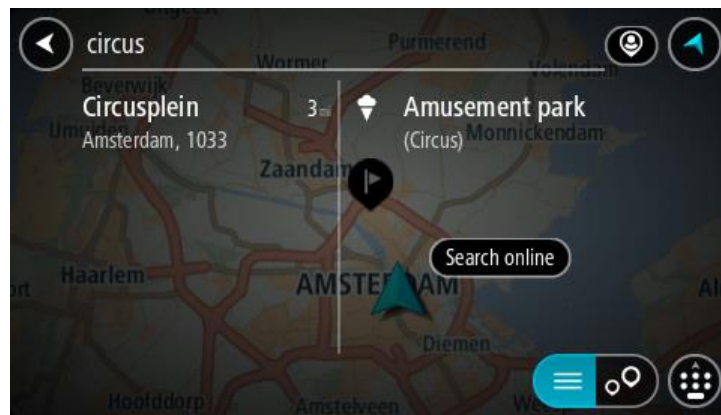 circus
Circusplein
3 mi
Amsterdam, 1033
Amusement park
(Circus)
Search online
Wormer
Purmerend
Volendam
Beverwijk
Monnickendam
Zaandam
Haarlem
AMSTERDAM
Diemen
Hoofddorp
Amstelveen